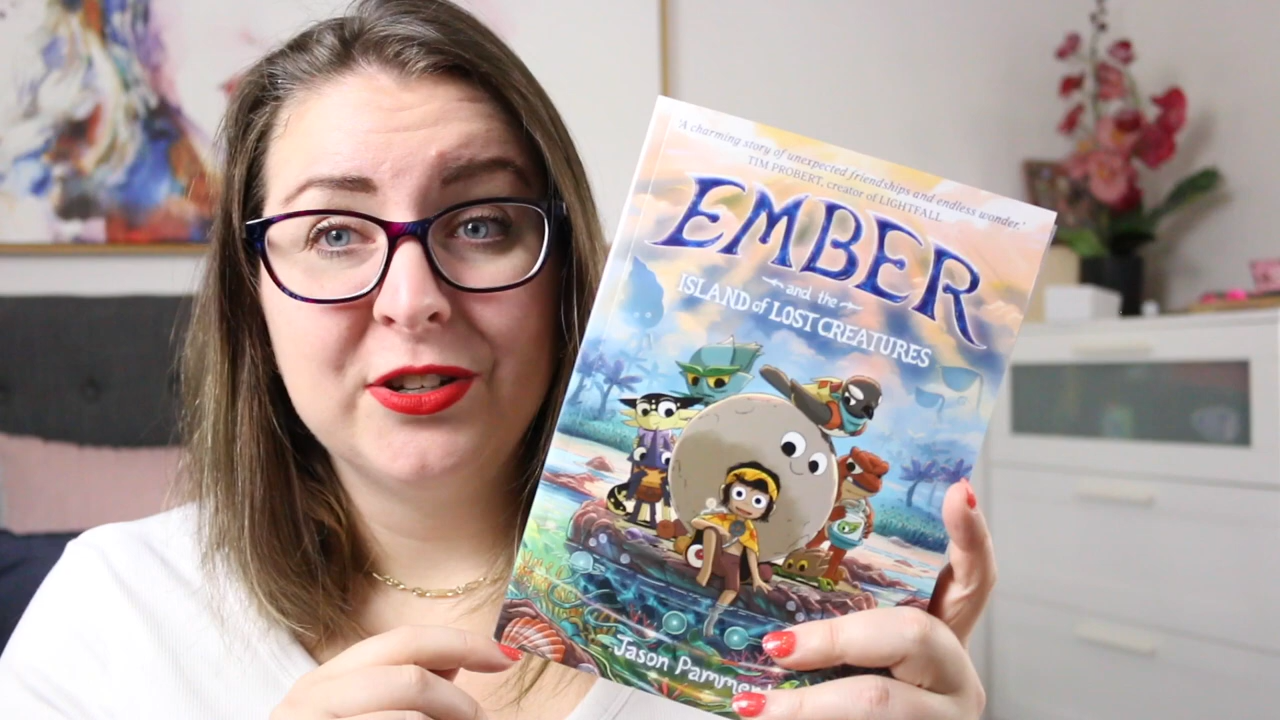 'A charming story of unexpected friendships and endless wonder.'
TIM PROBERT, creator of LIGHTFALL
EMBER
and the
ISLAND of LOST CREATURES
Jason Pammen